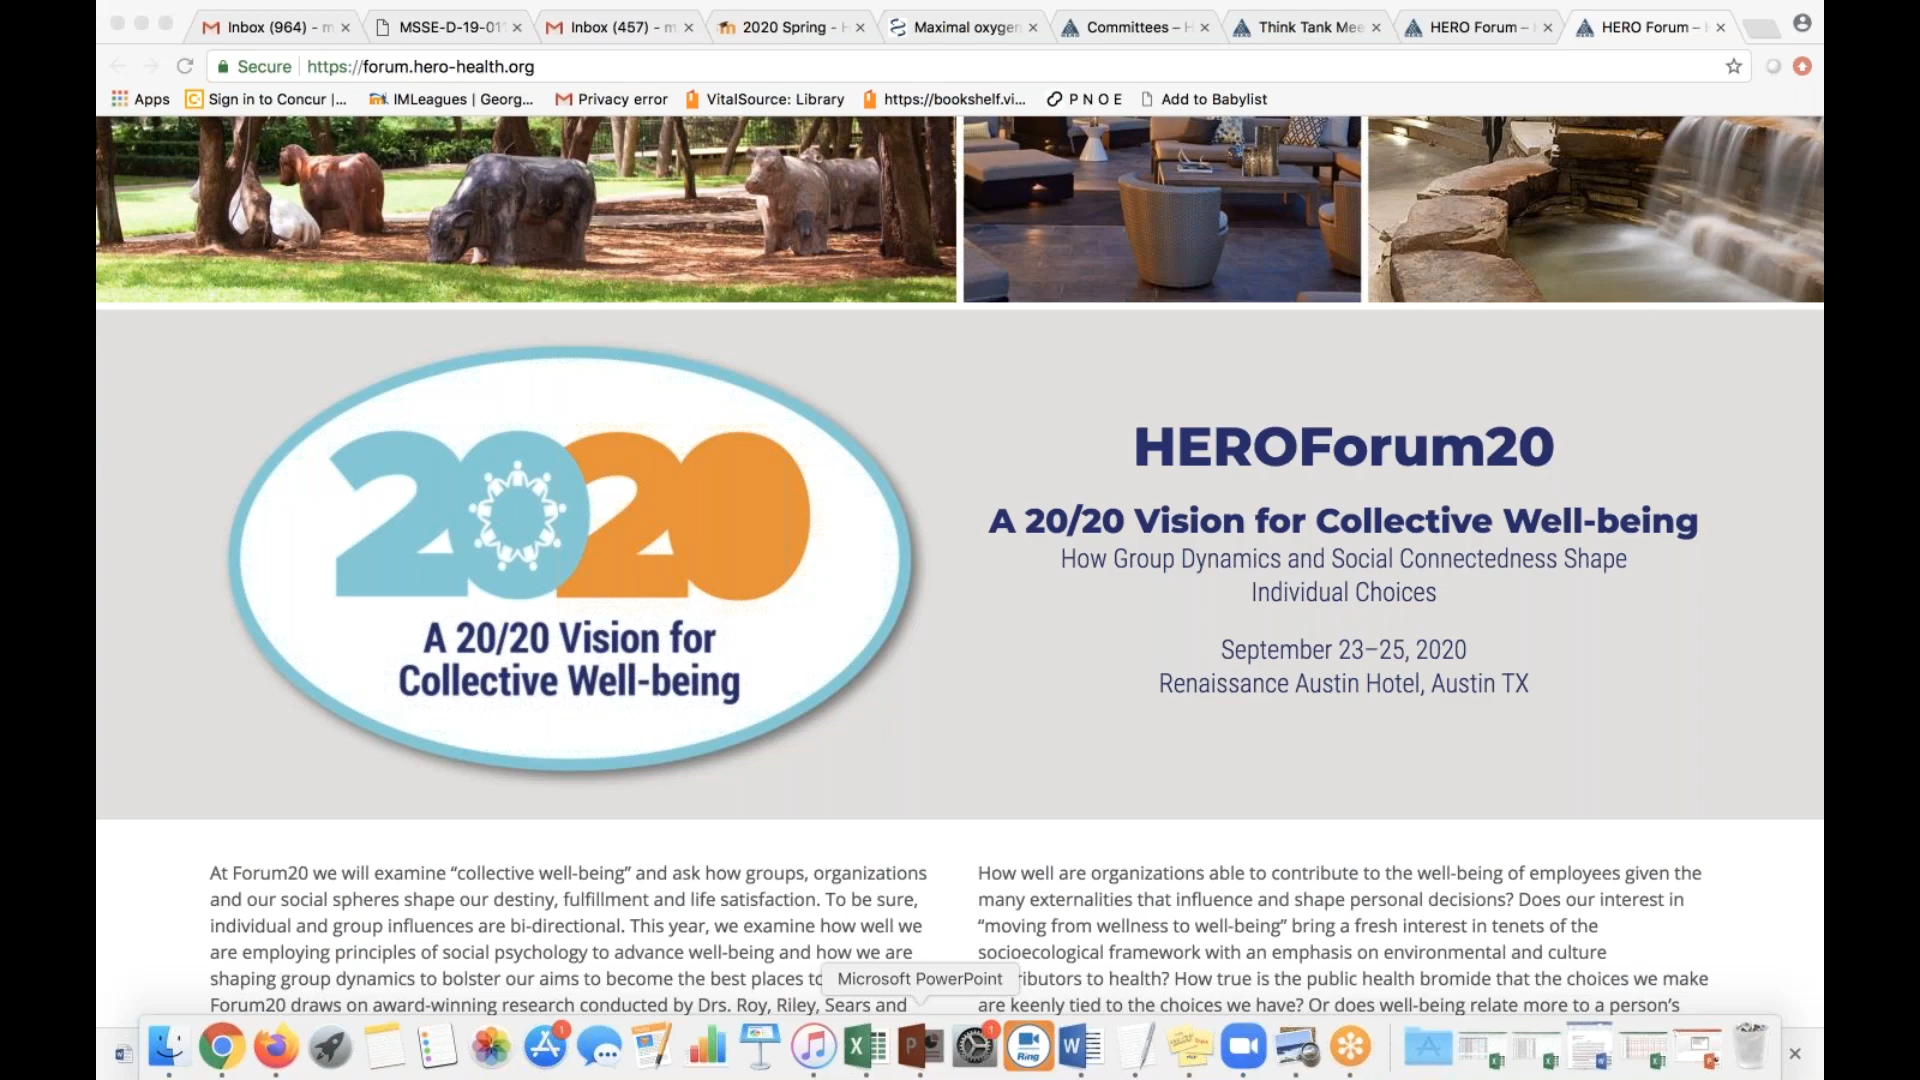 Inbox (964) - m
MSSE-D-19-011
Inbox (457) - m
2020 Spring - H
Maximal oxygen
Committees – H
Think Tank Mee
HERO Forum –
HERO Forum –
Secure
https://forum.hero-health.org
Apps
Sign in to Concur |...
IMLeagues | Georg...
Privacy error
VitalSource: Library
https://bookshelf.vi...
P N O E
Add to Babylist
2020
A 20/20 Vision for
Collective Well-being
HEROForum20
A 20/20 Vision for Collective Well-being
How Group Dynamics and Social Connectedness Shape
Individual Choices
September 23–25, 2020
Renaissance Austin Hotel, Austin TX
At Forum20 we will examine “collective well-being” and ask how groups, organizations
and our social spheres shape our destiny, fulfillment and life satisfaction. To be sure,
individual and group influences are bi-directional. This year, we examine how well we
are employing principles of social psychology to advance well-being and how we are
shaping group dynamics to bolster our aims to become the best places to
Forum20 draws on award-winning research conducted by Drs. Roy, Riley, Sears and
How well are organizations able to contribute to the well-being of employees given the
many externalities that influence and shape personal decisions? Does our interest in
“moving from wellness to well-being” bring a fresh interest in tenets of the
socioecological framework with an emphasis on environmental and culture
ributors to health? How true is the public health bromide that the choices we make
are keenly tied to the choices we have? Or does well-being relate more to a person’s
Microsoft PowerPoint
1
1
Ring